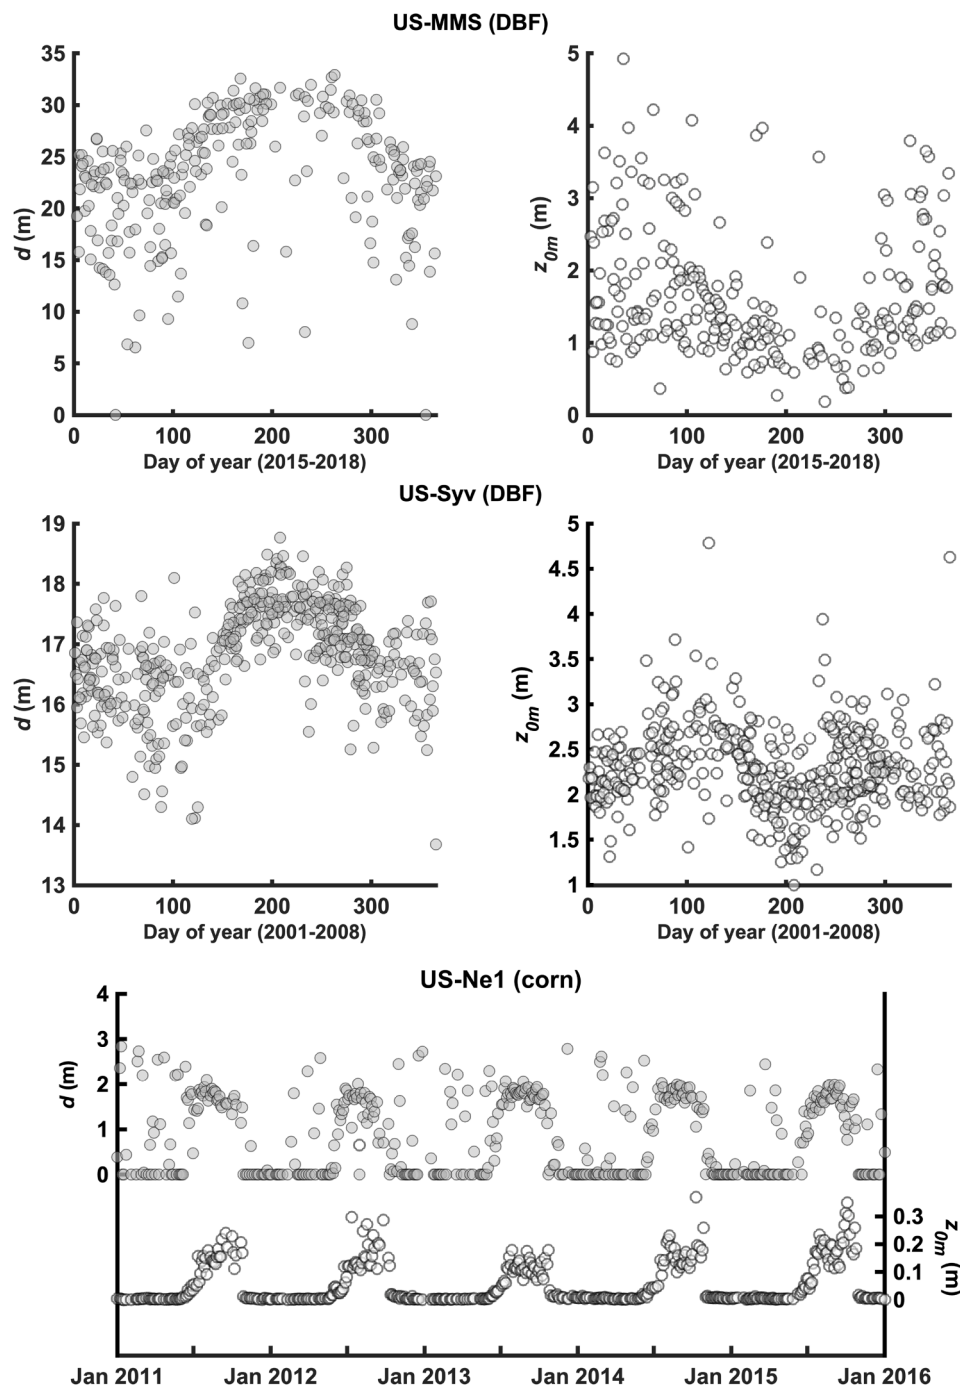 US-MMS (DBF)
35
30
25
20
15
10
5
0
d (m)
0 100 200 300
Day of year (2015-2018)
5
4
3
2
1
0
z0m (m)
0 100 200 300
Day of year (2015-2018)
US-Syv (DBF)
19
18
17
16
15
14
13
d (m)
0 100 200 300
Day of year (2001-2008)
5
4.5
4
3.5
3
2.5
2
1.5
1
z0m (m)
0 100 200 300
Day of year (2001-2008)
US-Ne1 (corn)
4
3
2
1
0
d (m)
0.3
0.2
0.1
0
z0m (m)
Jan 2011 Jan 2012 Jan 2013 Jan 2014 Jan 2015 Jan 2016